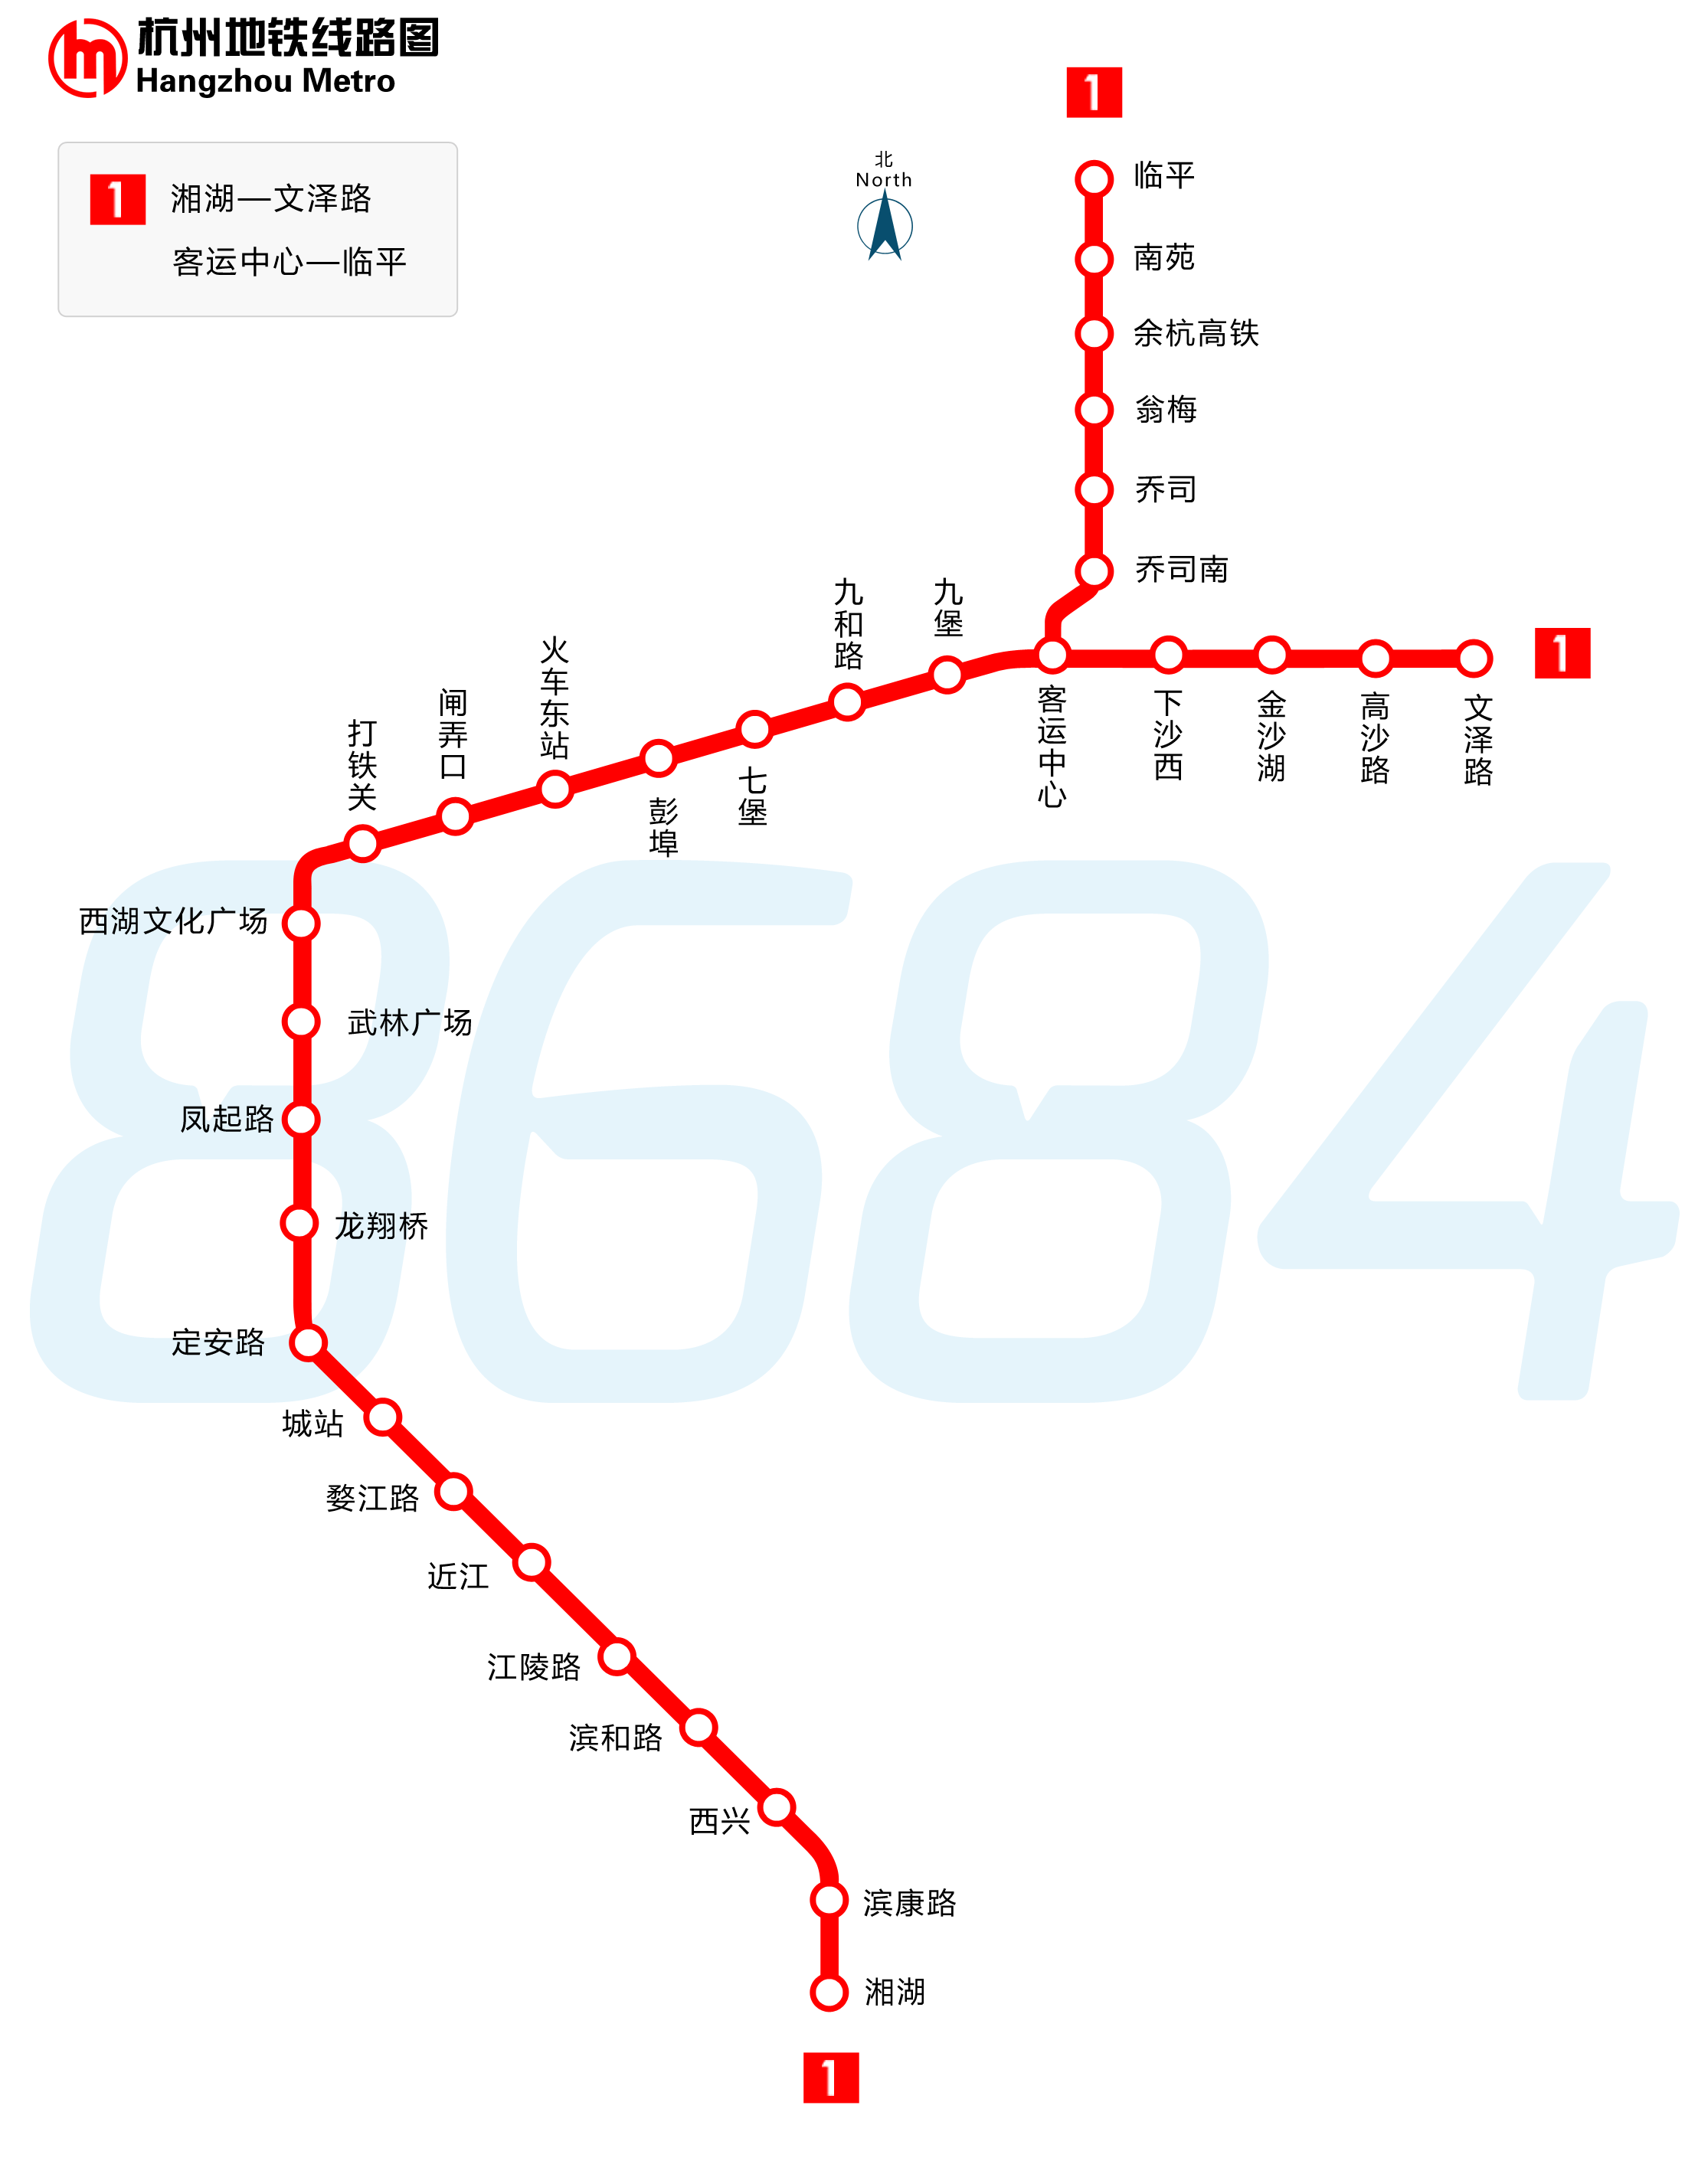 杭州地铁线路图
Hangzhou Metro
1
1 湘湖—文泽路
客运中心—临平
北
North
临平
南苑
余杭高铁
翁梅
乔司
乔司南
1
九堡
九和路
火车东站
闸弄口
打铁关
彭埠
七堡
客运中心
下沙西
金沙湖
高沙路
文泽路
西湖文化广场
武林广场
凤起路
龙翔桥
定安路
城站
婺江路
近江
江陵路
滨和路
西兴
滨康路
湘湖
1
8684